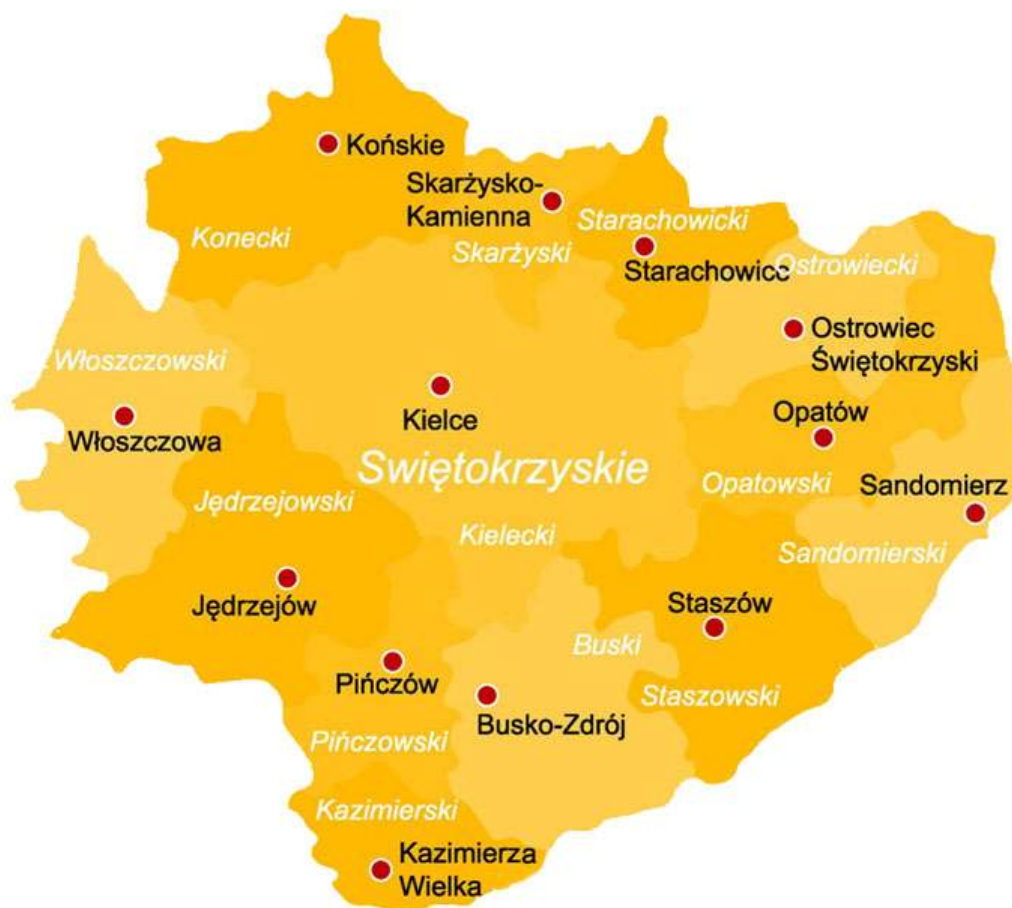 Końskie
Skarżysko-
Kamienna
Starachowicki
Konecki
Skarżyski
Starachowice
Ostrowiecki
Ostrowiec
Świętokrzyski
Włoszczowski
Włoszczowa
Kielce
Opatów
Swiętokrzyskie
Opatowski
Sandomierz
Jędrzejowski
Kielecki
Sandomierski
Jędrzejów
Staszów
Buski
Pińczów
Staszowski
Busko-Zdrój
Pińczowski
Kazimierski
Kazimierza
Wielka